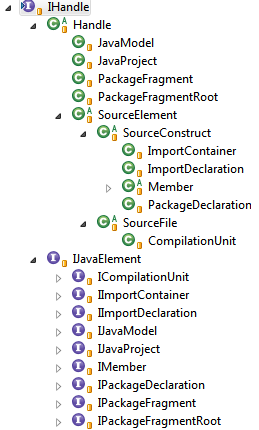 IHandle
Handle
JavaModel
JavaProject
PackageFragment
PackageFragmentRoot
SourceElement
SourceConstruct
ImportContainer
ImportDeclaration
Member
PackageDeclaration
SourceFile
CompilationUnit
IJavaElement
ICompilationUnit
IImportContainer
IImportDeclaration
IJavaModel
IJavaProject
IMember
IPackageDeclaration
IPackageFragment
IPackageFragmentRoot